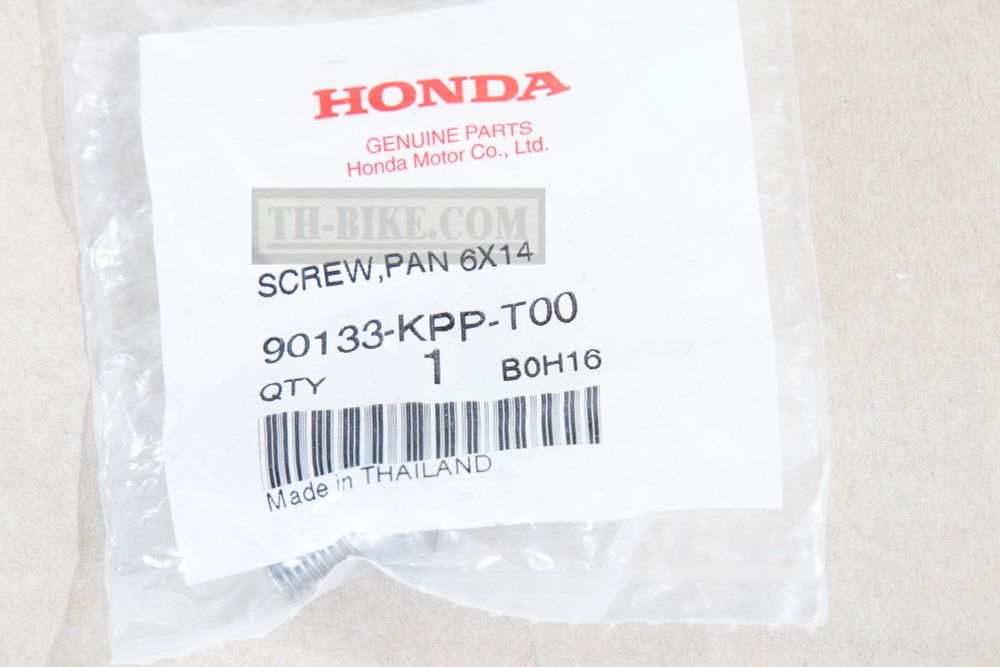 HONDA
GENUINE PARTS
Honda Motor Co., Ltd.
TH-BIKE.COM
SCREW,PAN 6X14
90133-KPP-T00
QTY 1 B0H16
Made in THAILAND